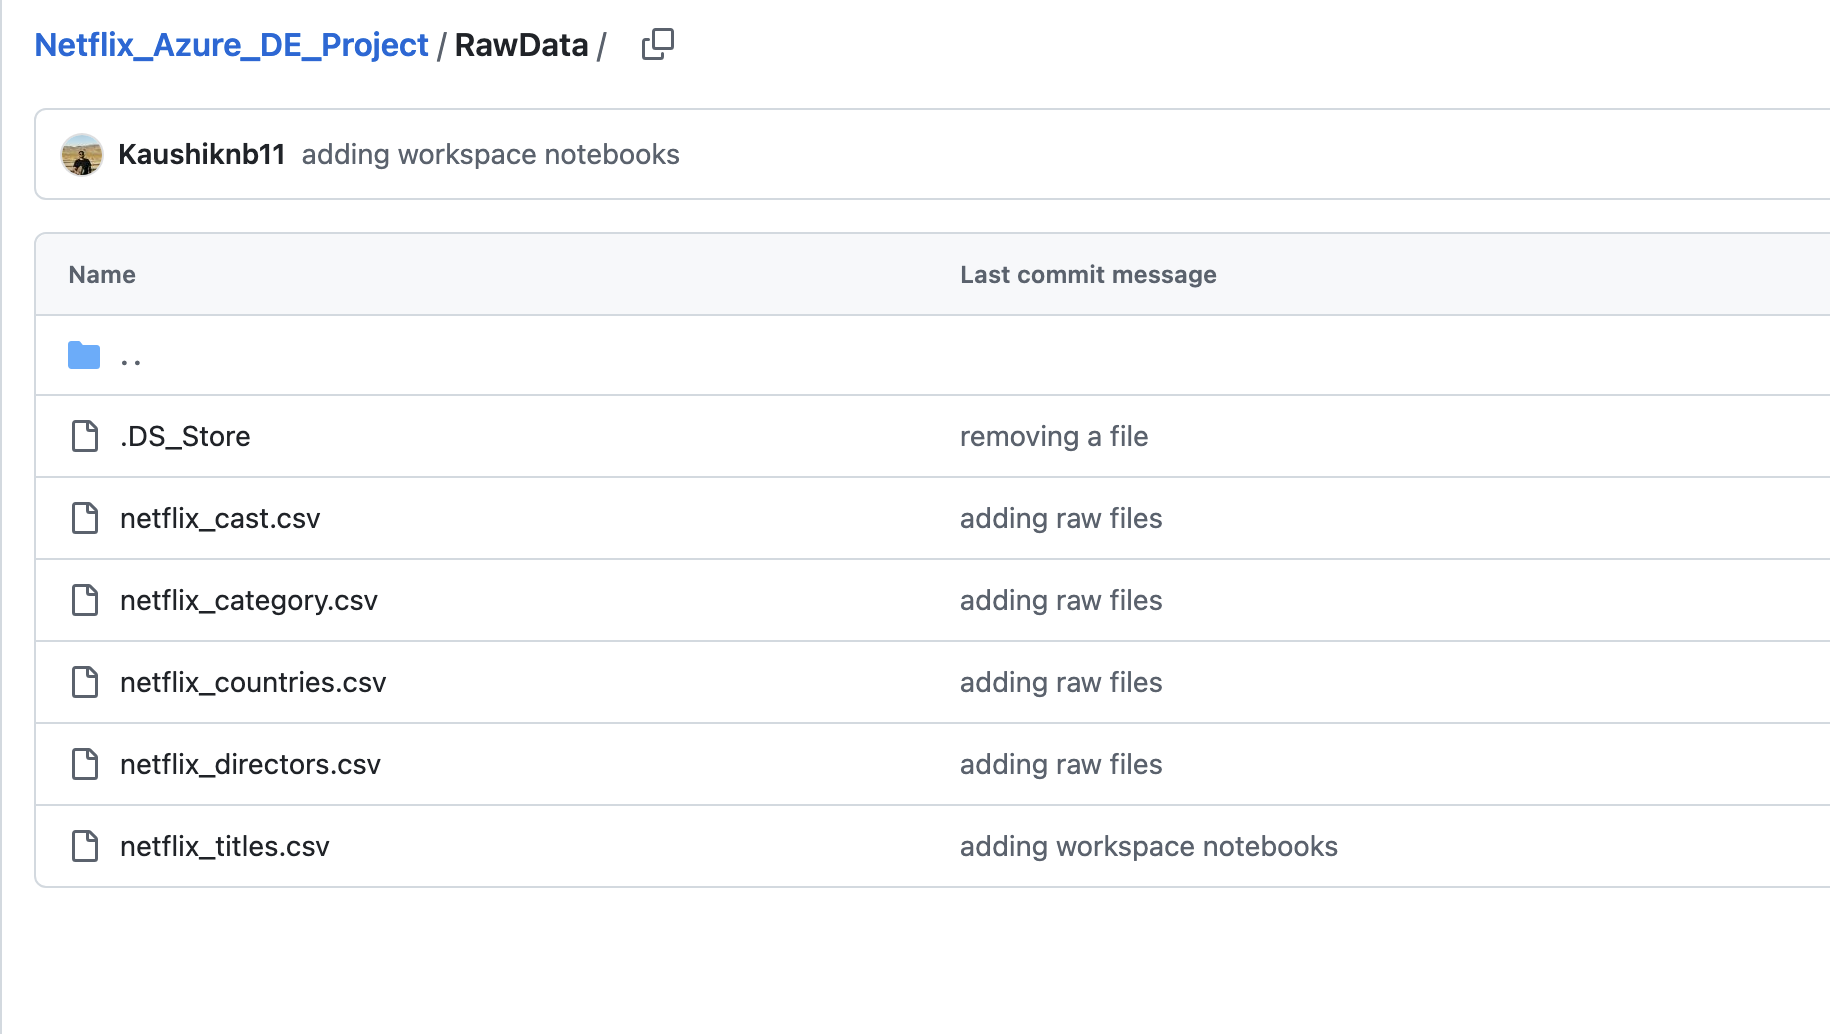 Netflix_Azure_DE_Project / RawData /
Kaushiknb11 adding workspace notebooks
Name Last commit message
..
.DS_Store removing a file
netflix_cast.csv adding raw files
netflix_category.csv adding raw files
netflix_countries.csv adding raw files
netflix_directors.csv adding raw files
netflix_titles.csv adding workspace notebooks